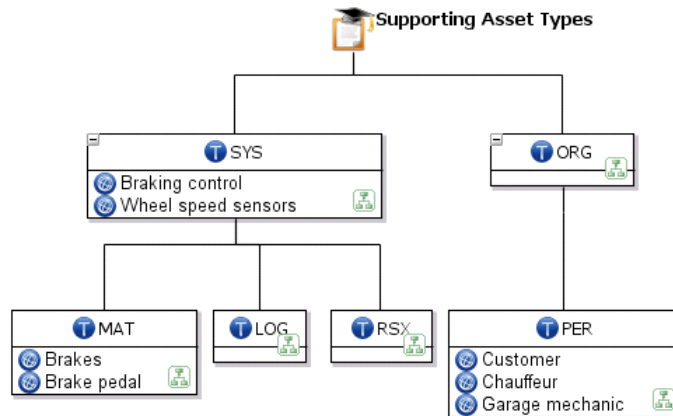 Supporting Asset Types
T SYS
Braking control
Wheel speed sensors
T ORG
T MAT
Brakes
Brake pedal
T LOG
T RSX
T PER
Customer
Chauffeur
Garage mechanic